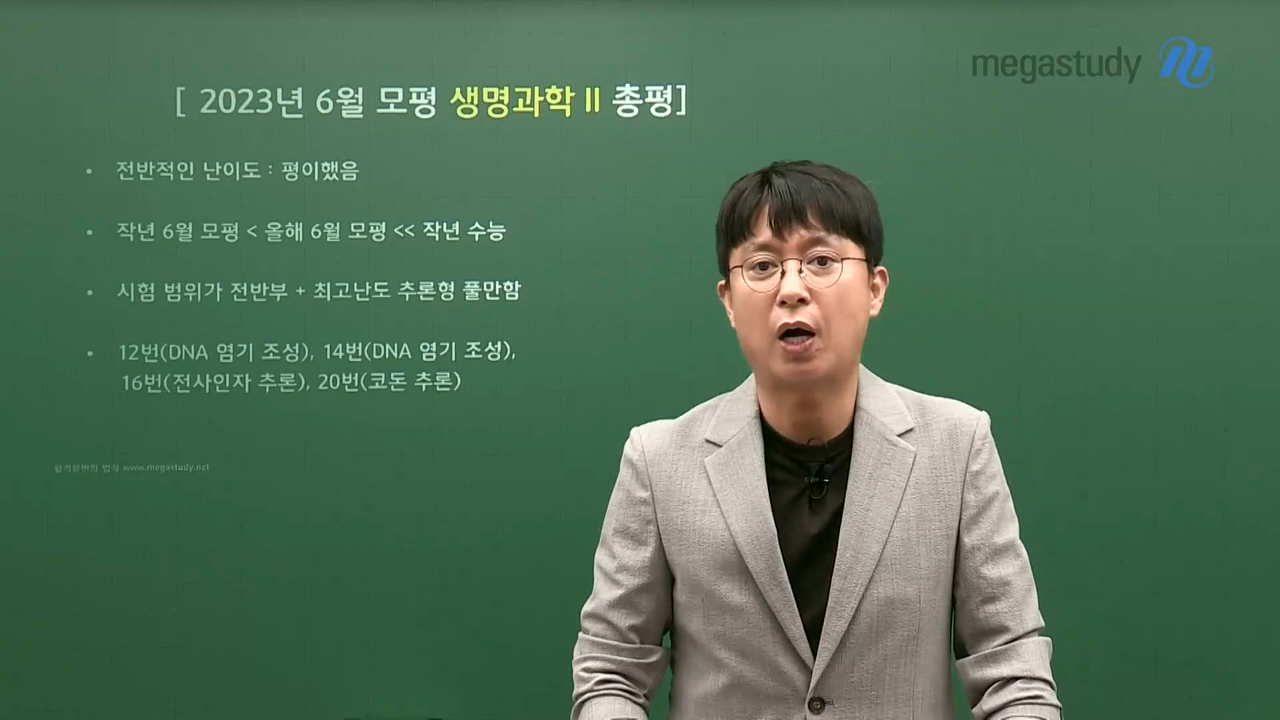 megastudy
[ 2023년 6월 모평 생명과학 II 총평]
• 전반적인 난이도 : 평이했음
• 작년 6월 모평 < 올해 6월 모평 << 작년 수능
• 시험 범위가 전반부 + 최고난도 추론형 풀만함
• 12번(DNA 염기 조성), 14번(DNA 염기 조성),
16번(전사인자 추론), 20번(코돈 추론)
www.megastudy.net